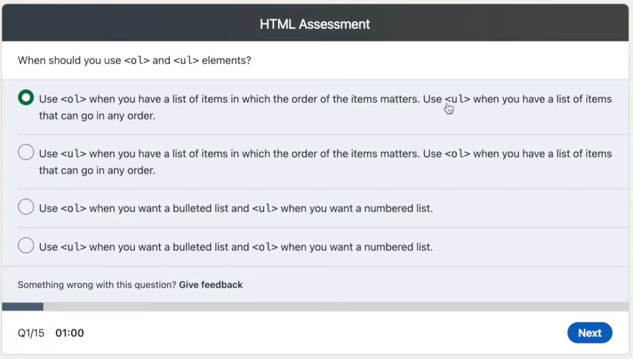 HTML Assessment
When should you use <ol> and <ul> elements?
Use <ol> when you have a list of items in which the order of the items matters. Use <ul> when you have a list of items
that can go in any order.
Use <ul> when you have a list of items in which the order of the items matters. Use <ol> when you have a list of items
that can go in any order.
Use <ol> when you want a bulleted list and <ul> when you want a numbered list.
Use <ul> when you want a bulleted list and <ol> when you want a numbered list.
Something wrong with this question? Give feedback
Q1/15 01:00
Next